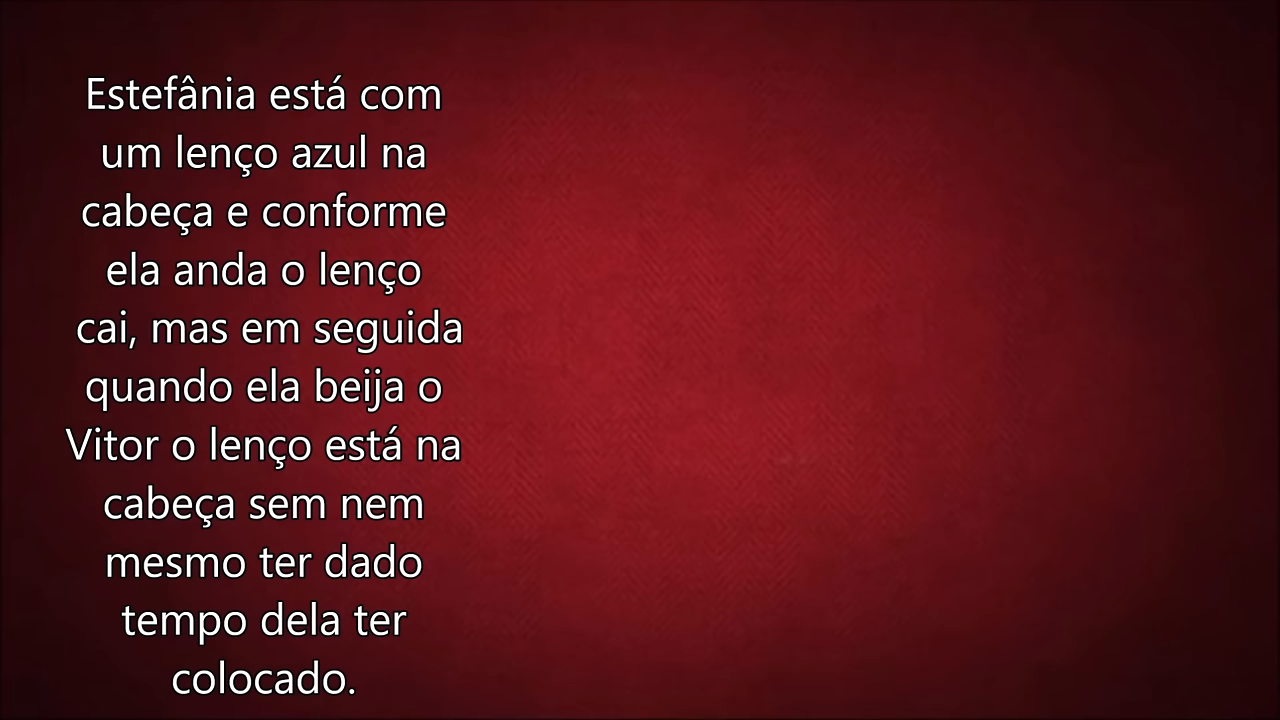 Estefânia está com
um lenço azul na
cabeça e conforme
ela anda o lenço
cai, mas em seguida
quando ela beija o
Vitor o lenço está na
cabeça sem nem
mesmo ter dado
tempo dela ter
colocado.